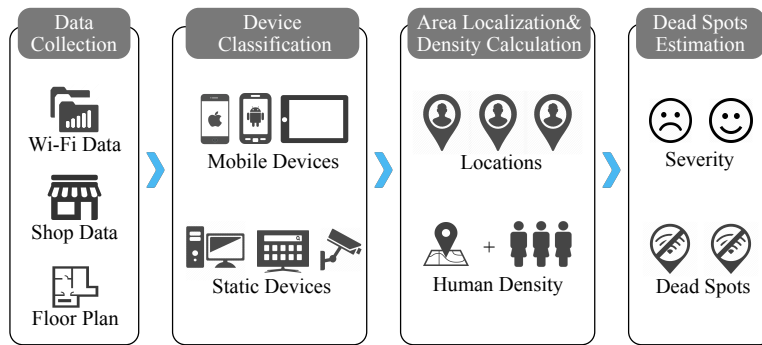 Data
Collection
Wi-Fi Data
Shop Data
Floor Plan
Device
Classification
Mobile Devices
Static Devices
Area Localization&
Density Calculation
Locations
+
Human Density
Dead Spots
Estimation
Severity
Dead Spots